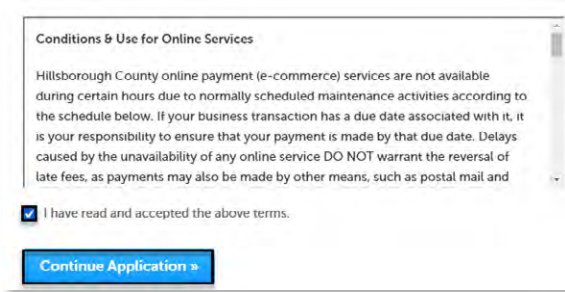 Conditions & Use for Online Services
Hillsborough County online payment (e-commerce) services are not available
during certain hours due to normally scheduled maintenance activities according to
the schedule below. If your business transaction has a due date associated with it, it
is your responsibility to ensure that your payment is made by that due date. Delays
caused by the unavailability of any online service DO NOT warrant the reversal of
late fees, as payments may also be made by other means, such as postal mail and
I have read and accepted the above terms.
Continue Application »